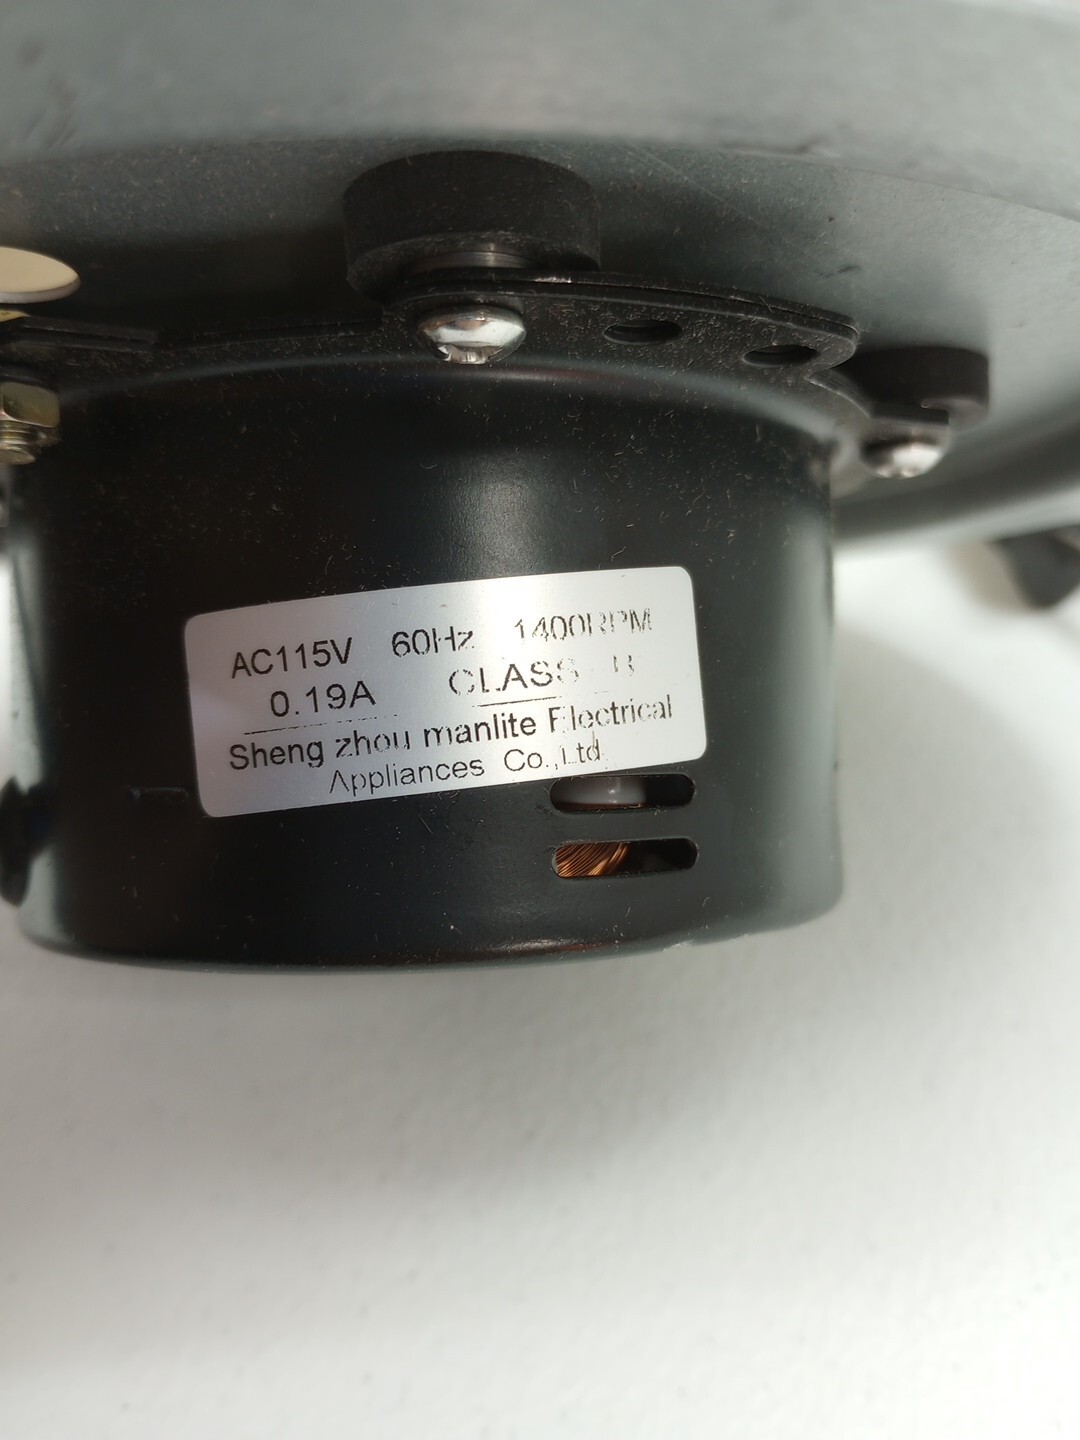 AC115V 60Hz 1400RPM
0.19A CLASS B
Sheng zhou manlite Electrical
Appliances Co.,Ltd.